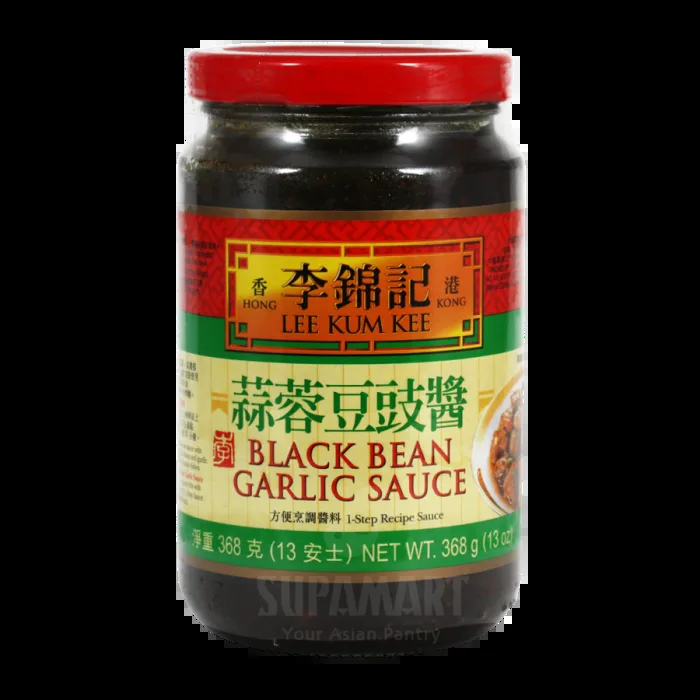 香 李錦記 港
HONG KONG
LEE KUM KEE
蒜蓉豆豉醬
李
BLACK BEAN
GARLIC SAUCE
方便烹調醬料 1-Step Recipe Sauce
淨重 368 克 (13 安士) NET WT. 368 g (13 oz)
SUPAMART
Your Asian Pantry